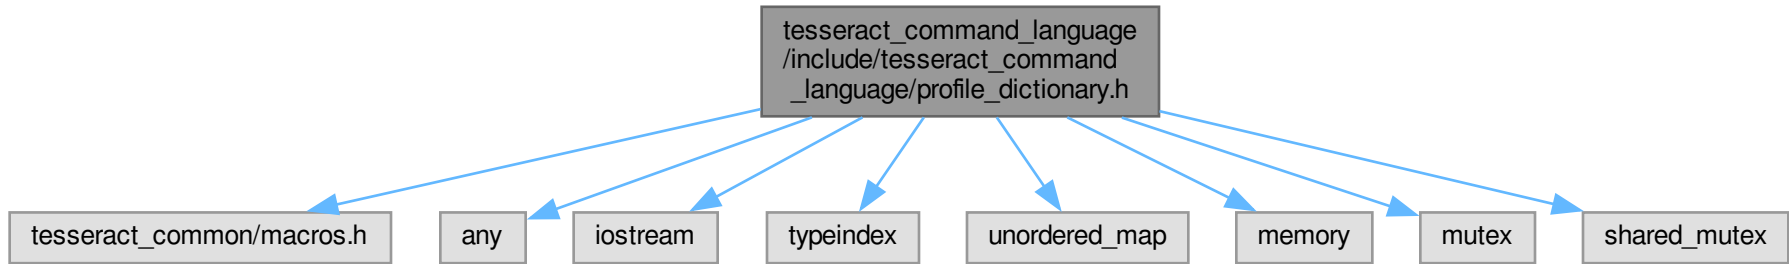 tesseract_command_language
/include/tesseract_command
_language/profile_dictionary.h
tesseract_common/macros.h
any
iostream
typeindex
unordered_map
memory
mutex
shared_mutex